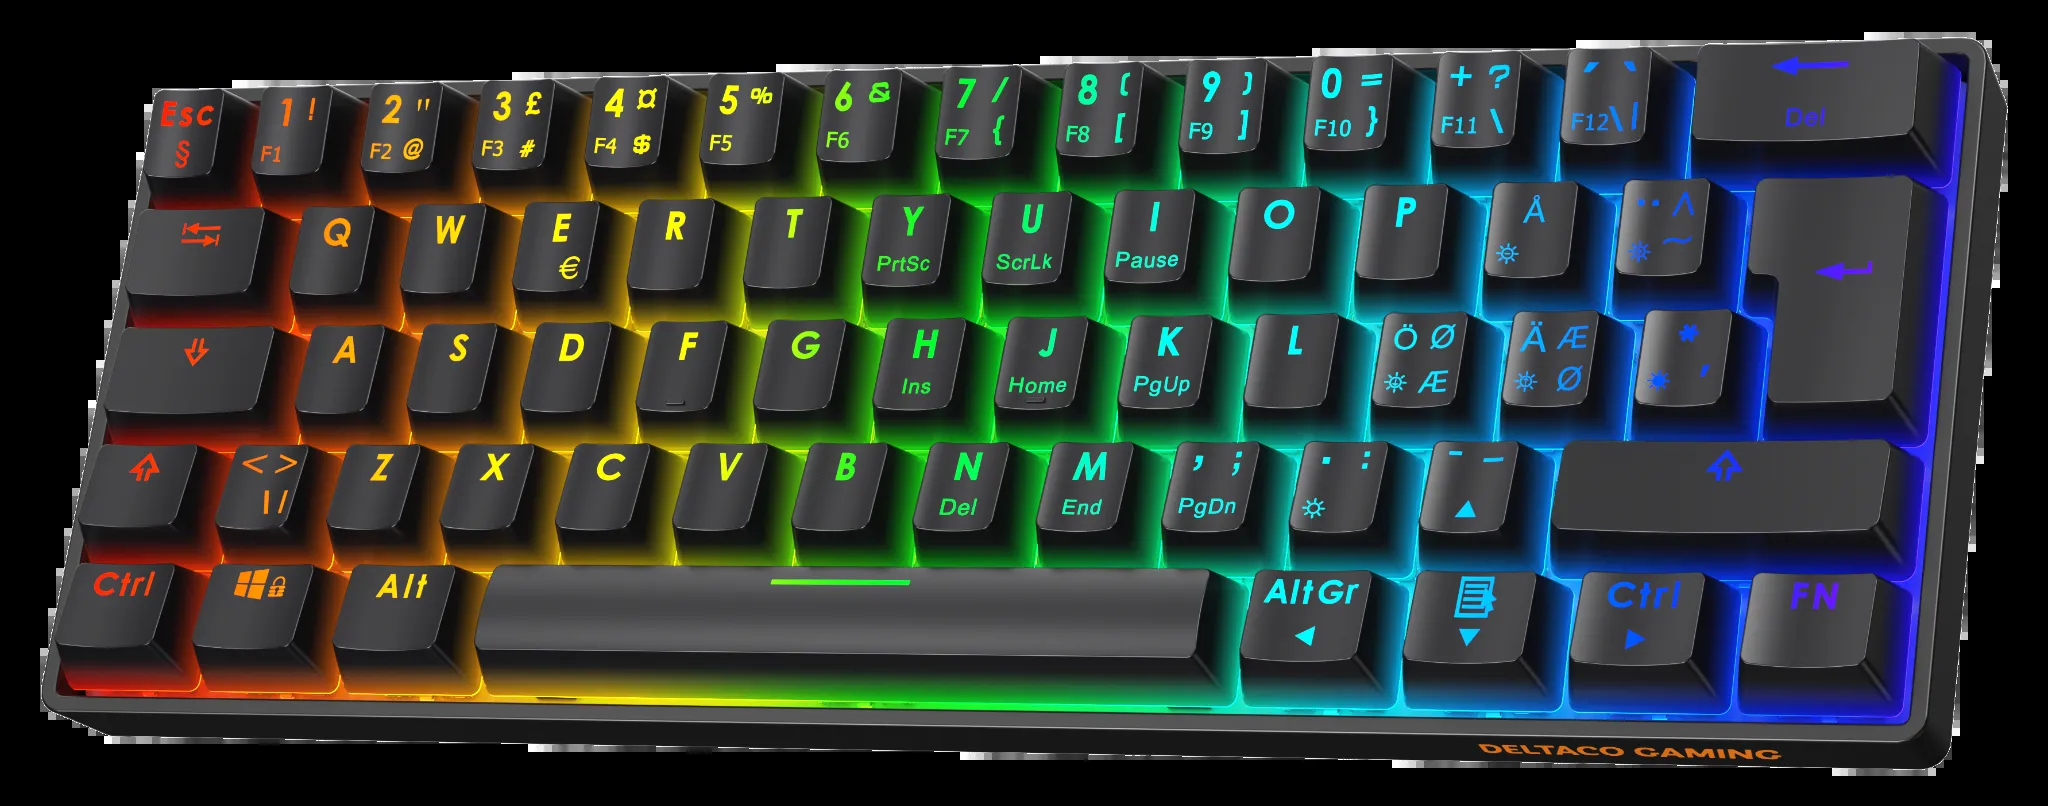 Esc § 1 ! F1 2 " F2 @ 3 £ F3 # 4 ¤ F4 $ 5 % F5 6 & F6 7 / F7 { 8 ( F8 [ 9 ) F9 ] 0 = F10 } + ? F11 \ ´ ` F12 \ | Del
Q W E € R T Y PrtSc U ScrLk I Pause O P Å ¨ ^ ~
A S D F G H Ins J Home K PgUp L Ö Ø Æ Ä Æ Ø * '
< > \ / Z X C V B N Del M End , ; PgDn . : - _
Ctrl Alt AltGr Ctrl FN
DELTACO GAMING